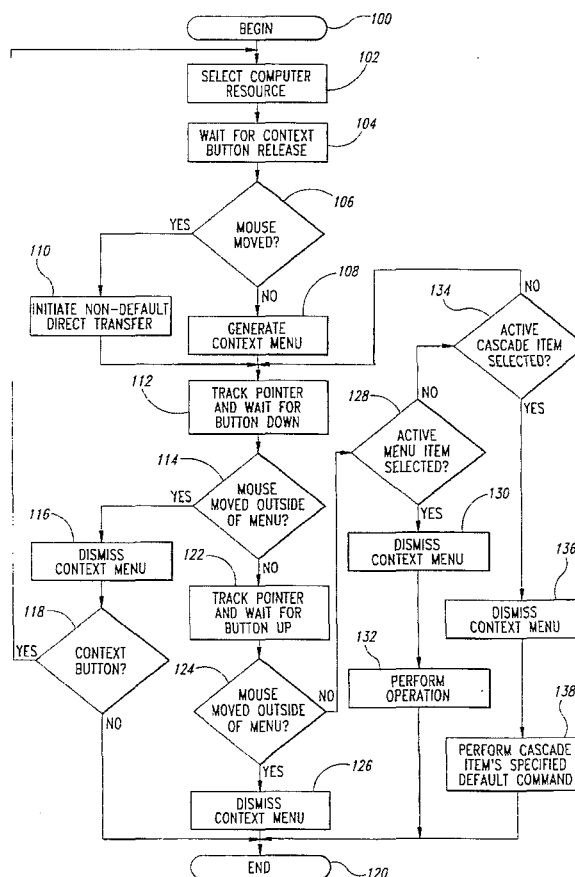 BEGIN
100
102
SELECT COMPUTER
RESOURCE
104
WAIT FOR CONTEXT
BUTTON RELEASE
106
YES
MOUSE
MOVED?
110
NO
108
134
NO
INITIATE NON-DEFAULT
DIRECT TRANSFER
GENERATE
CONTEXT MENU
ACTIVE
CASCADE ITEM
SELECTED?
112
TRACK POINTER
AND WAIT FOR
BUTTON DOWN
128
NO
YES
ACTIVE
MENU ITEM
SELECTED?
114
YES
MOUSE
MOVED OUTSIDE
OF MENU?
116
130
YES
DISMISS
CONTEXT MENU
122
NO
DISMISS
CONTEXT MENU
136
118
TRACK POINTER
AND WAIT FOR
BUTTON UP
132
DISMISS
CONTEXT MENU
YES
CONTEXT
BUTTON?
124
NO
PERFORM
OPERATION
138
MOUSE
MOVED OUTSIDE
OF MENU?
NO
YES
PERFORM CASCADE
ITEM'S SPECIFIED
DEFAULT COMMAND
126
DISMISS
CONTEXT MENU
END
120